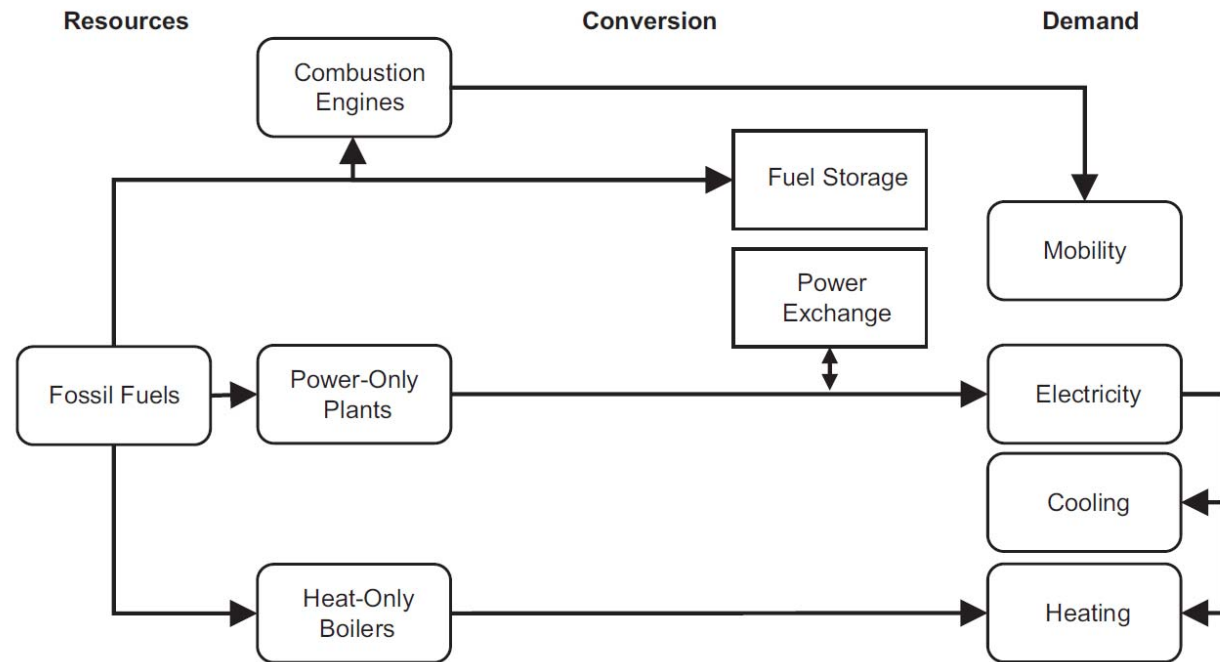 Resources
Conversion
Demand
Combustion
Engines
Fuel Storage
Mobility
Power
Exchange
Fossil Fuels
Power-Only
Plants
Electricity
Cooling
Heat-Only
Boilers
Heating